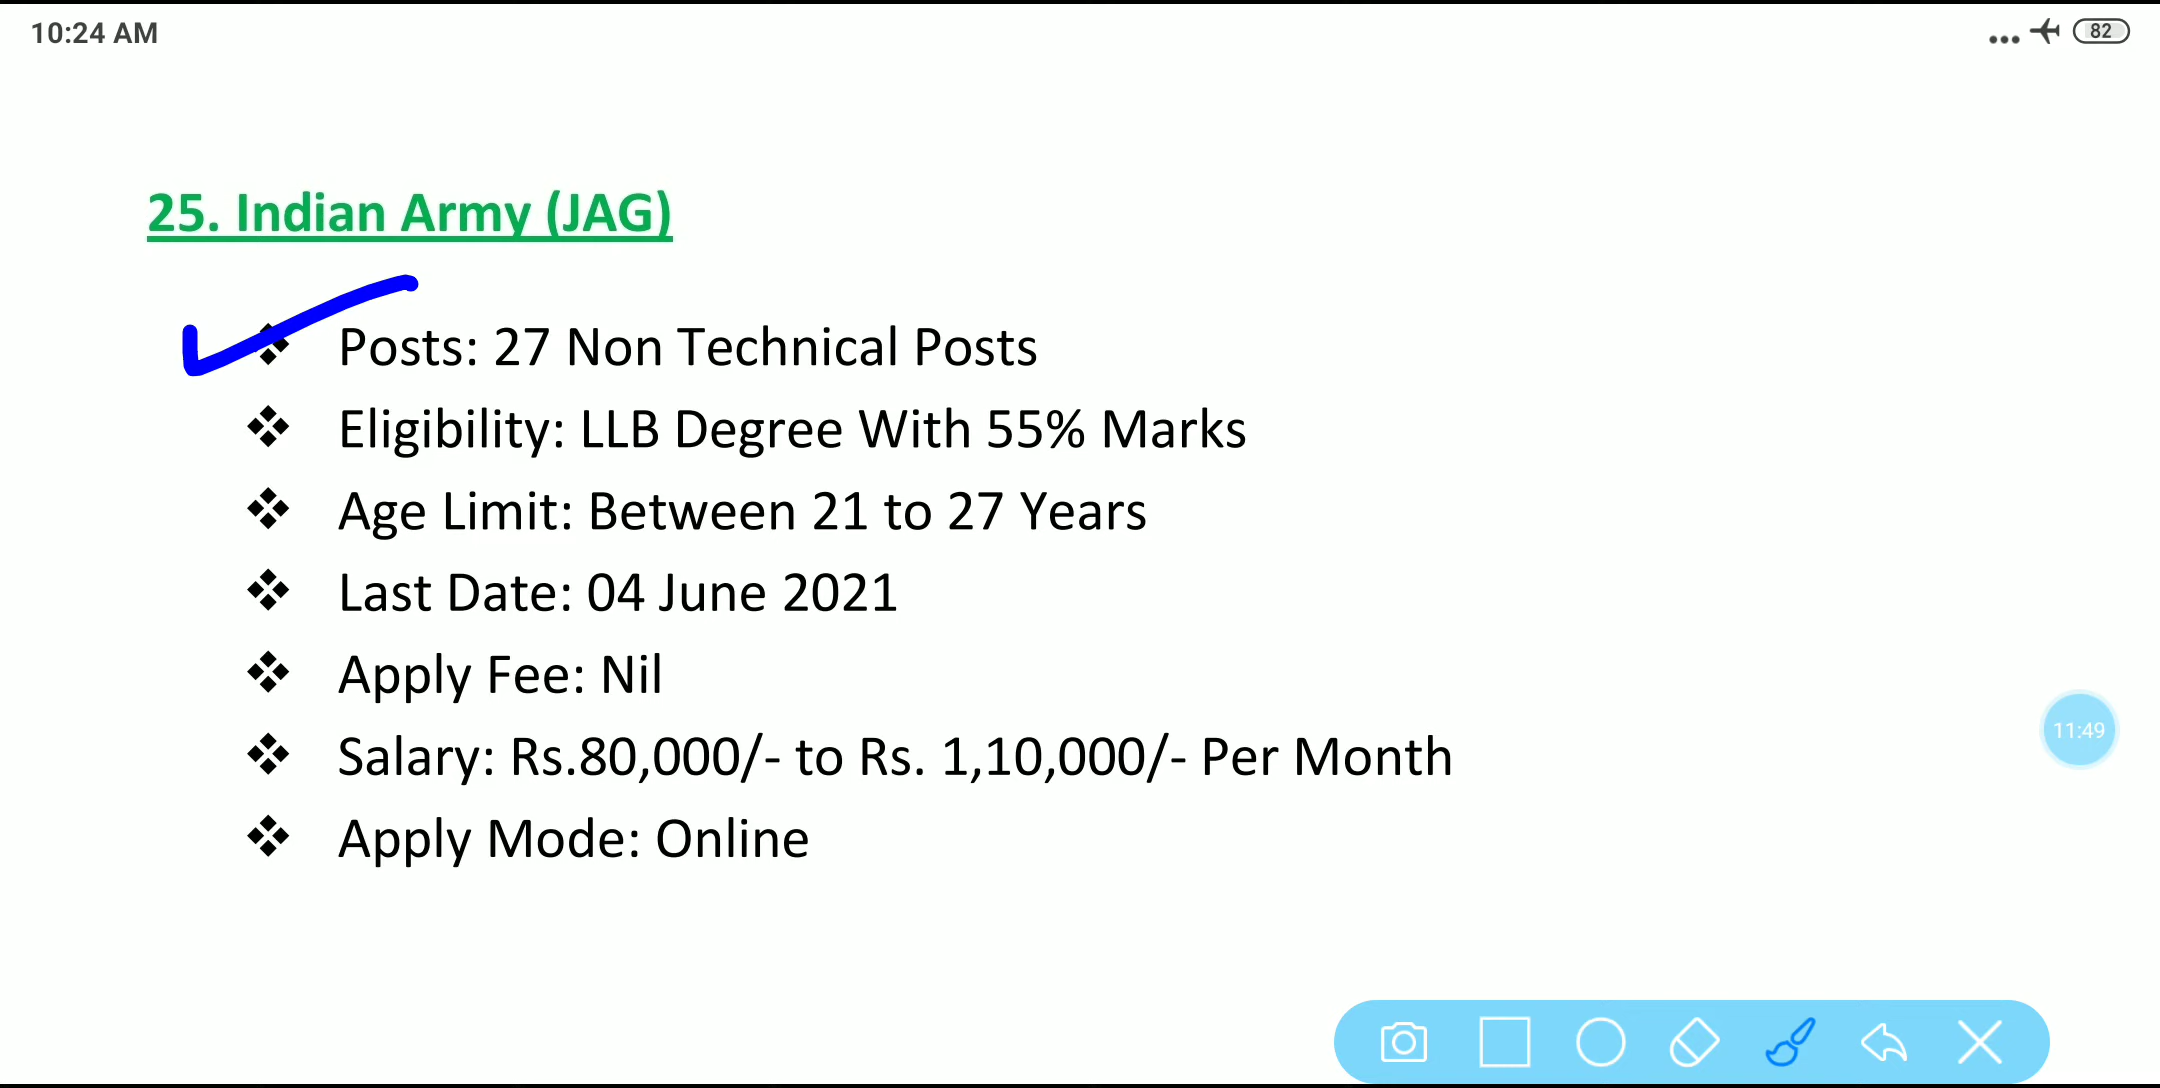 10:24 AM
82
25. Indian Army (JAG)
Posts: 27 Non Technical Posts
Eligibility: LLB Degree With 55% Marks
Age Limit: Between 21 to 27 Years
Last Date: 04 June 2021
Apply Fee: Nil
11:49
Salary: Rs.80,000/- to Rs. 1,10,000/- Per Month
Apply Mode: Online